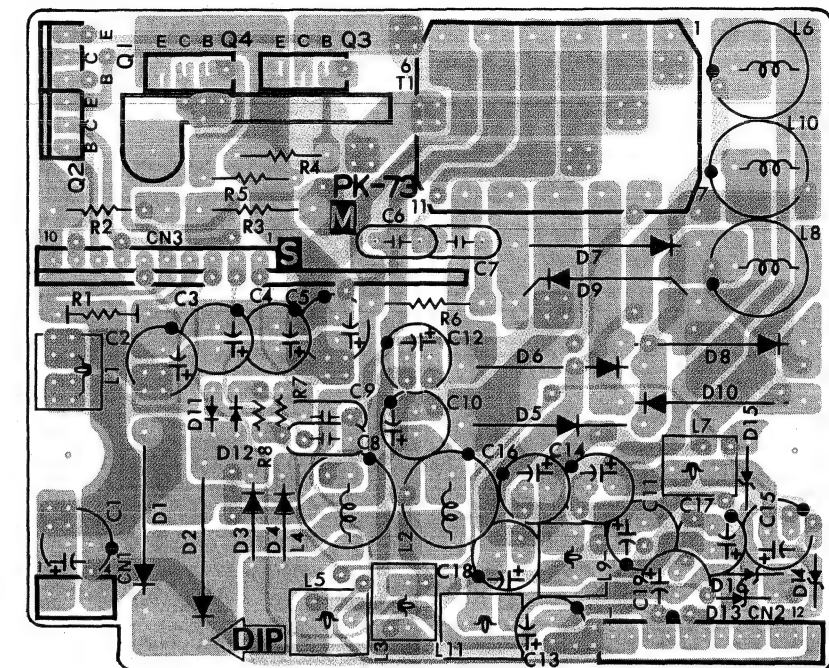 E C B Q1
E C B Q4
E C B Q3
6
T1
1
L6
E C B
Q2
L10
R4
R5
PK-73
11
7
R2
R3
M
C6
C7
L8
10 CN3 1 S
D7
D9
R1
C3 C4 C5
R6
C2
C12
D6
D8
L1
R7
C9
C10
D10
D11
D12
R8
C8
D5
C16
C14
L7
D15
C1
D1
D2
D3
D4
L4
L2
C11
C17
C15
1 CN1
L5
C18
L9
C19
D16
D14
D13 CN2 12
DIP
L3
L11
C13